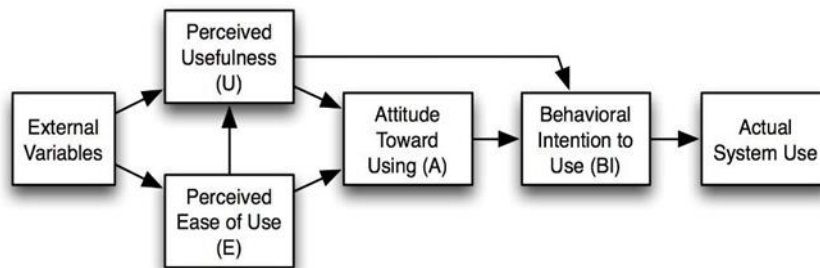 External
Variables
Perceived
Usefulness
(U)
Perceived
Ease of Use
(E)
Attitude
Toward
Using (A)
Behavioral
Intention to
Use (BI)
Actual
System Use